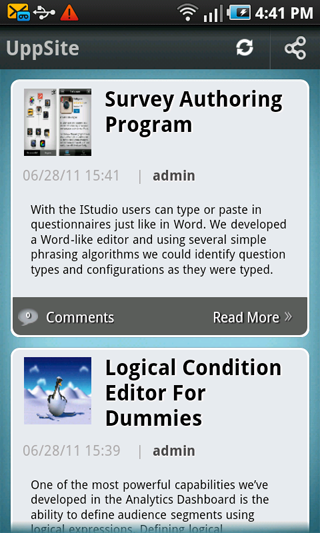 4:41 PM
UppSite
Survey Authoring
Program
06/28/11 15:41 | admin
With the IStudio users can type or paste in
questionnaires just like in Word. We developed
a Word-like editor and using several simple
phrasing algorithms we could identify question
types and configurations as they were typed.
0 Comments Read More »
Logical Condition
Editor For
Dummies
06/28/11 15:39 | admin
One of the most powerful capabilities we've
developed in the Analytics Dashboard is the
ability to define audience segments using
logical expressions. Defining logical